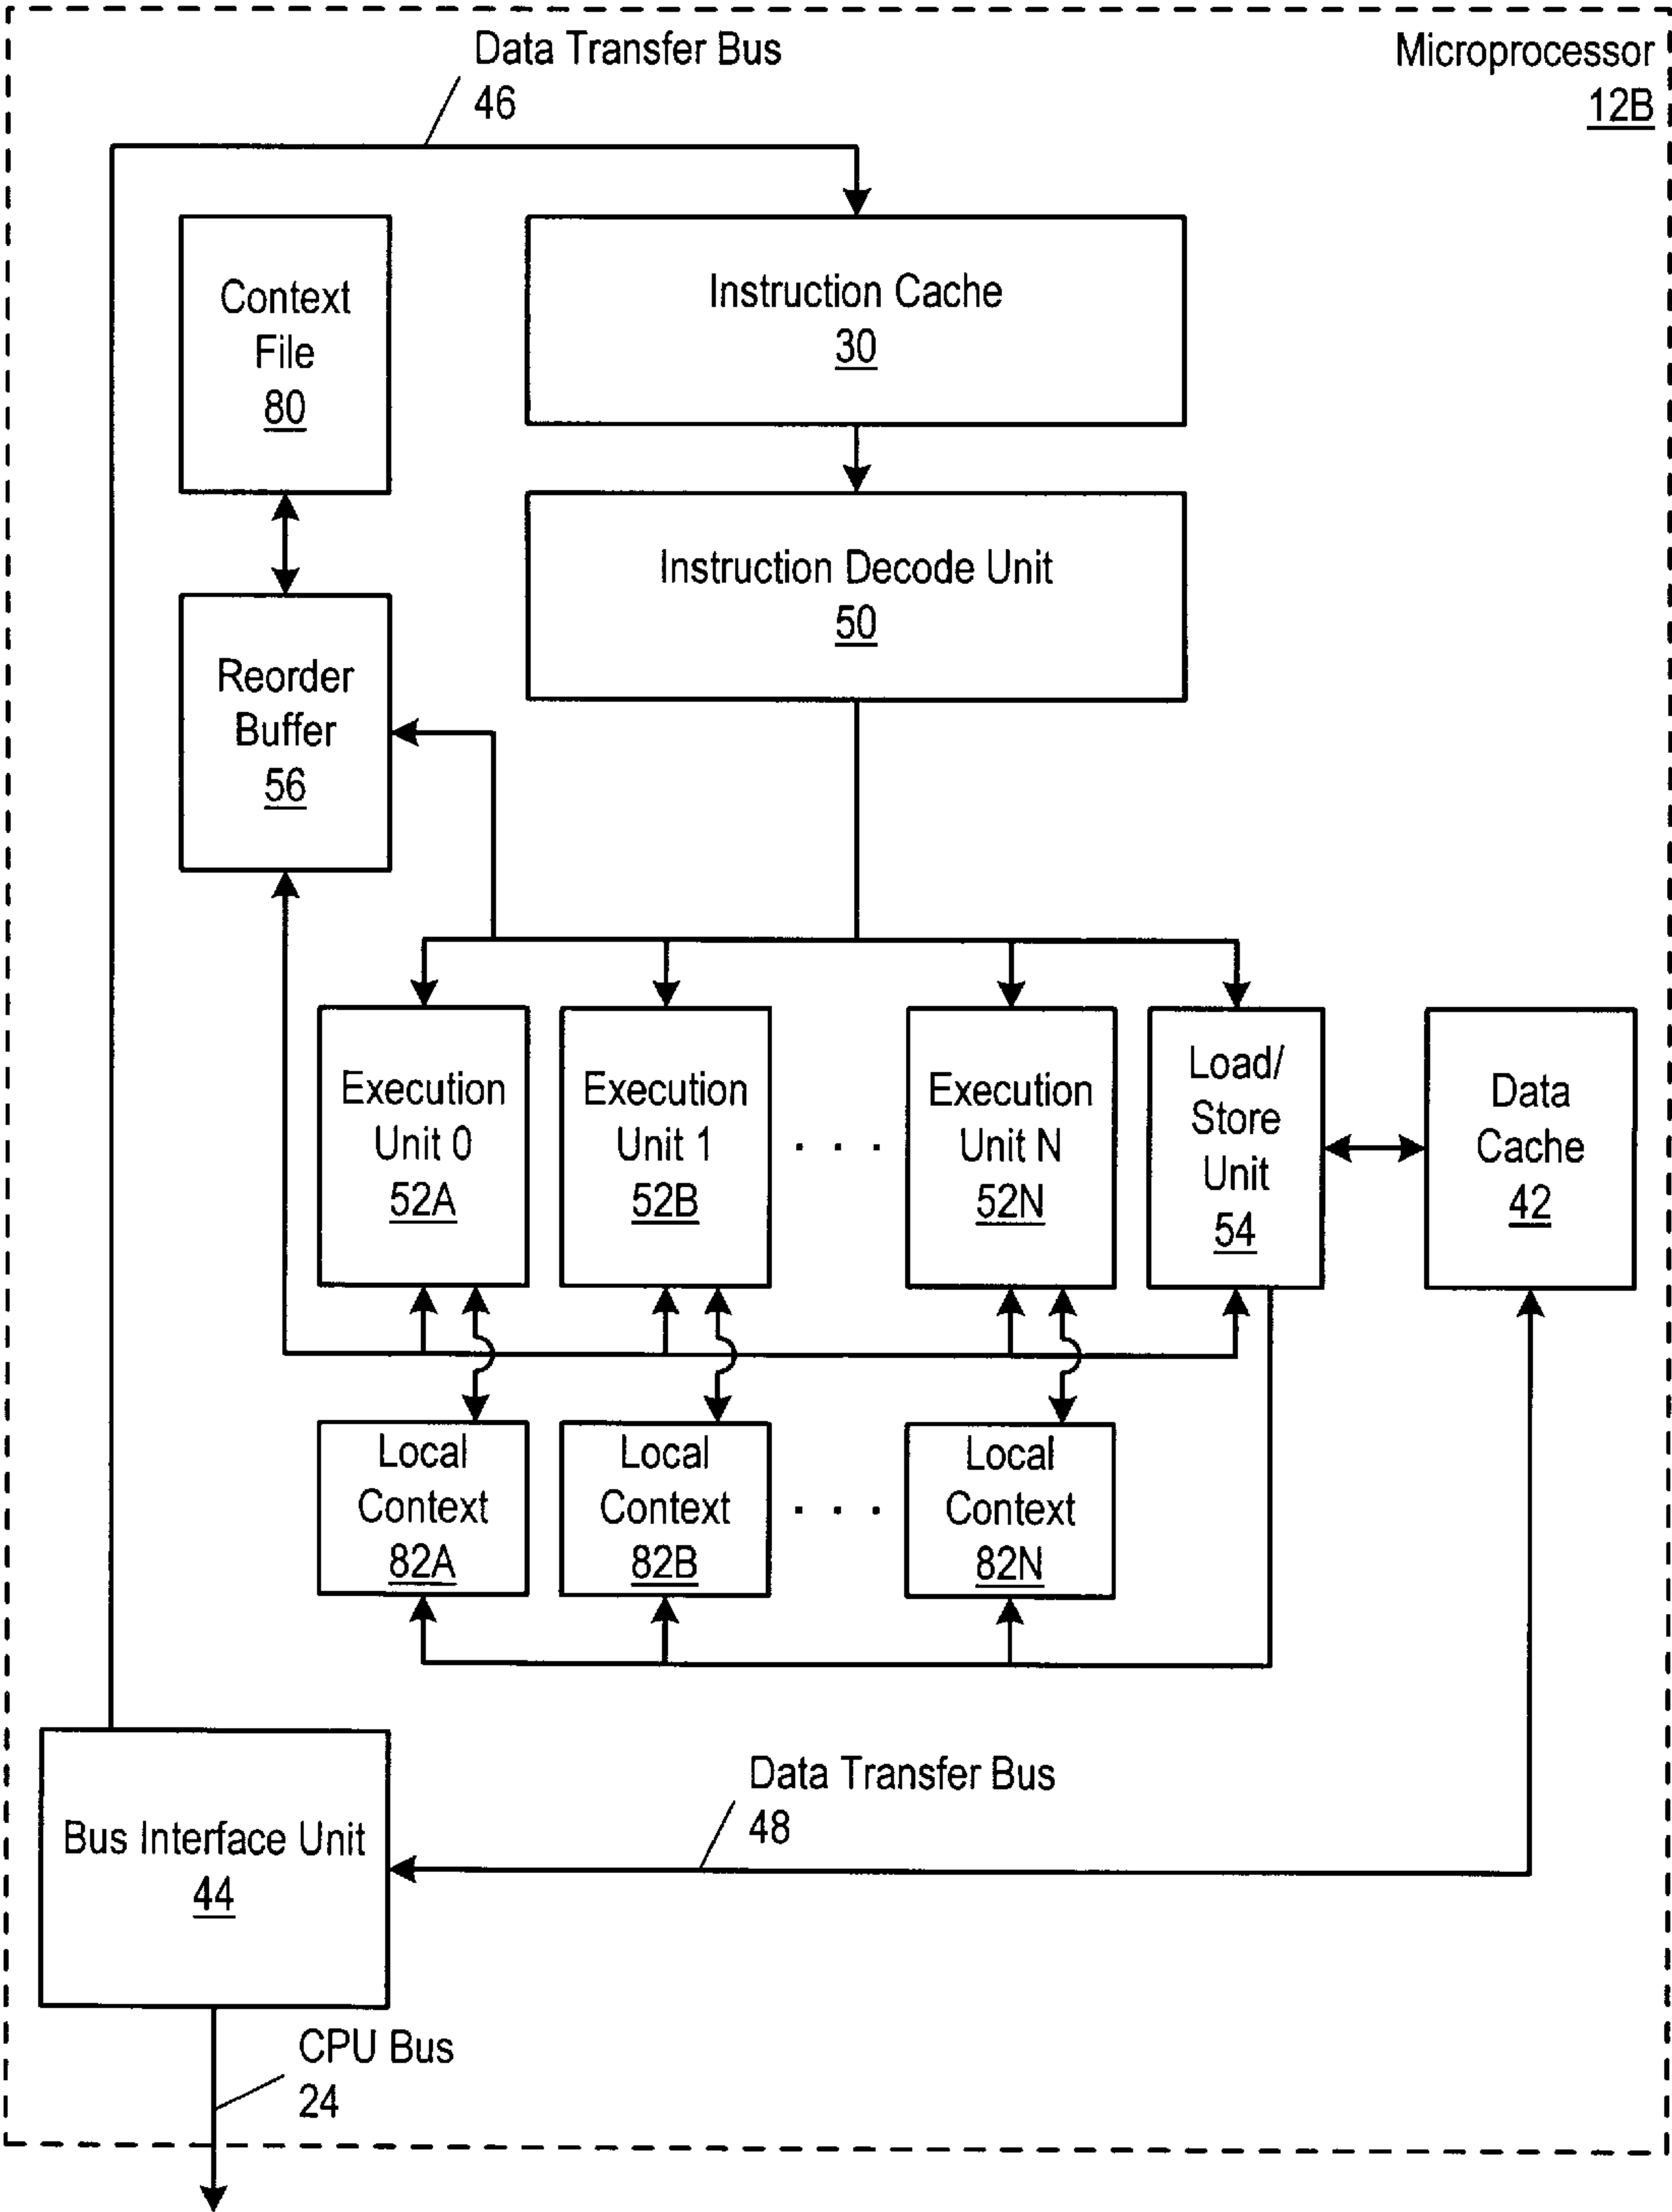 Data Transfer Bus
46
Microprocessor
12B
Context
File
80
Instruction Cache
30
Instruction Decode Unit
50
Reorder
Buffer
56
Execution
Unit 0
52A
Execution
Unit 1
52B
. . .
Execution
Unit N
52N
Load/
Store
Unit
54
Data
Cache
42
Local
Context
82A
Local
Context
82B
. . .
Local
Context
82N
Bus Interface Unit
44
Data Transfer Bus
48
CPU Bus
24